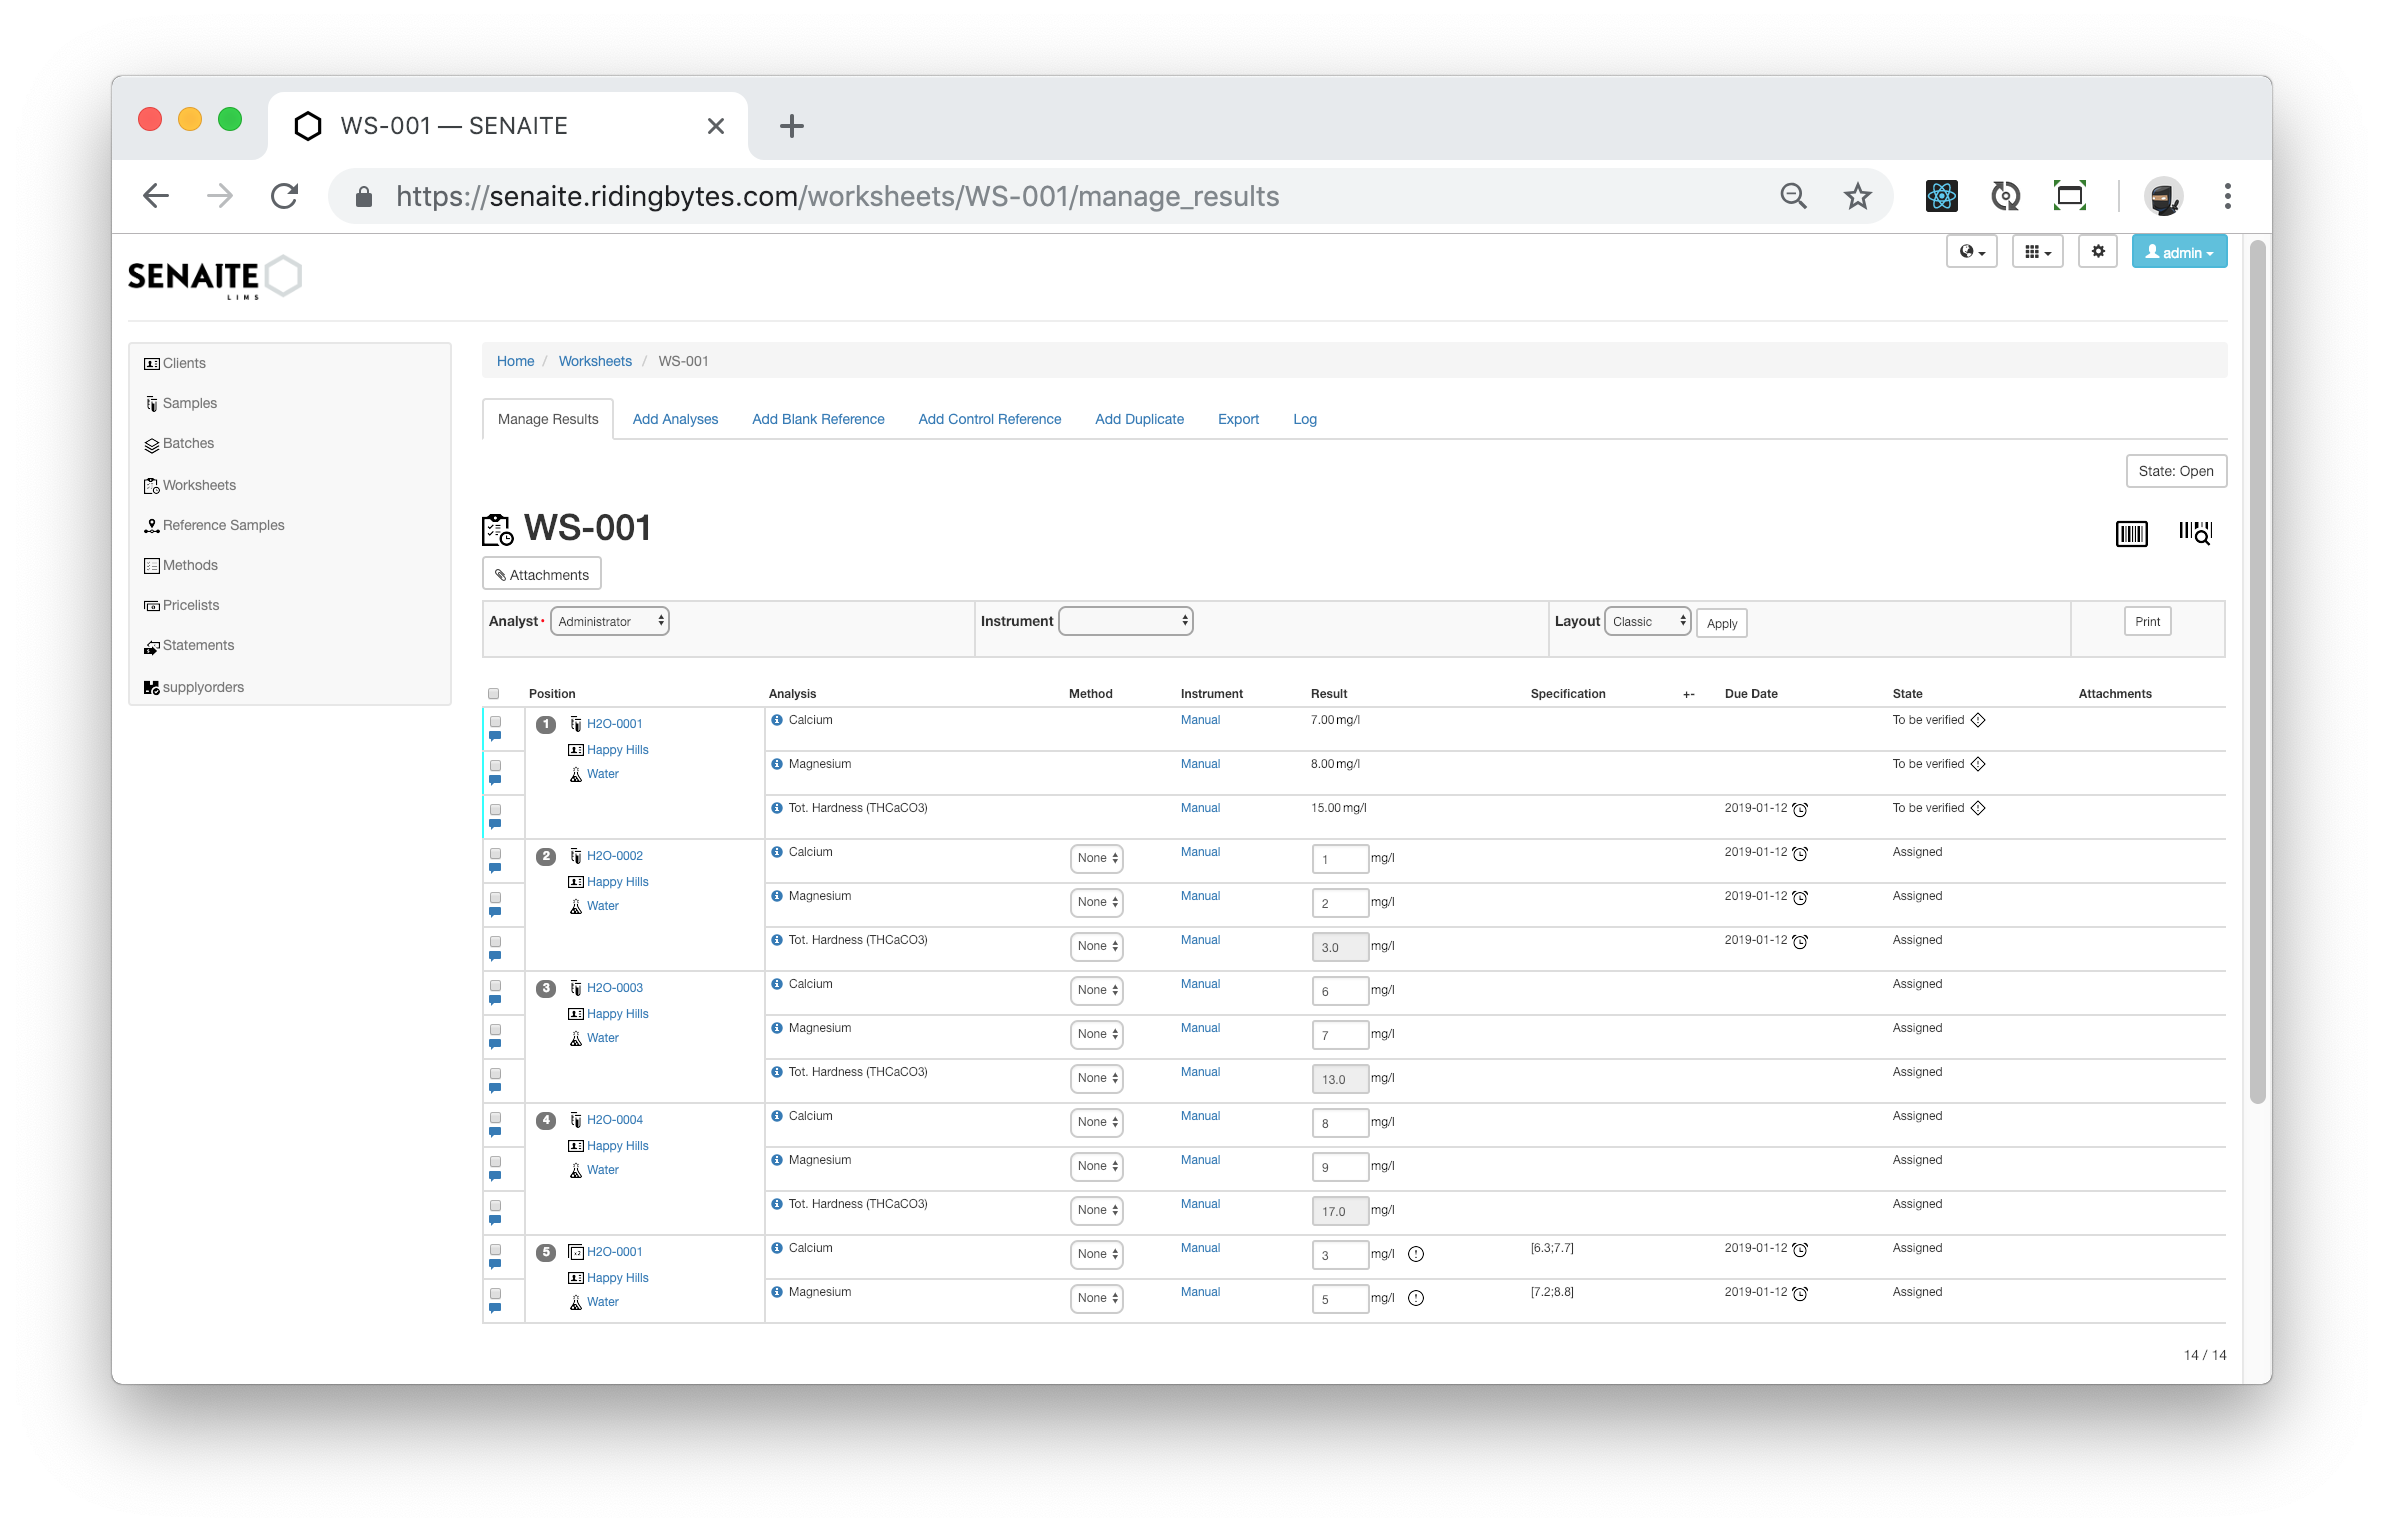 WS-001 — SENAITE
https://senaite.ridingbytes.com/worksheets/WS-001/manage_results
admin
SENAITE
LIMS
Clients
Samples
Batches
Worksheets
Reference Samples
Methods
Pricelists
Statements
supplyorders
Home / Worksheets / WS-001
Manage Results Add Analyses Add Blank Reference Add Control Reference Add Duplicate Export Log
State: Open
WS-001
Attachments
Analyst • Administrator Instrument Layout Classic Apply Print
Position Analysis Method Instrument Result Specification +- Due Date State Attachments
1 H2O-0001 Calcium Manual 7.00 mg/l To be verified
Happy Hills
Magnesium Manual 8.00 mg/l To be verified
Water
Tot. Hardness (THCaCO3) Manual 15.00 mg/l 2019-01-12 To be verified
2 H2O-0002 Calcium None Manual 1 mg/l 2019-01-12 Assigned
Happy Hills
Magnesium None Manual 2 mg/l 2019-01-12 Assigned
Water
Tot. Hardness (THCaCO3) None Manual 3.0 mg/l 2019-01-12 Assigned
3 H2O-0003 Calcium None Manual 6 mg/l Assigned
Happy Hills
Magnesium None Manual 7 mg/l Assigned
Water
Tot. Hardness (THCaCO3) None Manual 13.0 mg/l Assigned
4 H2O-0004 Calcium None Manual 8 mg/l Assigned
Happy Hills
Magnesium None Manual 9 mg/l Assigned
Water
Tot. Hardness (THCaCO3) None Manual 17.0 mg/l Assigned
5 H2O-0001 Calcium None Manual 3 mg/l [6.3;7.7] 2019-01-12 Assigned
Happy Hills
Magnesium None Manual 5 mg/l [7.2;8.8] 2019-01-12 Assigned
Water
14 / 14